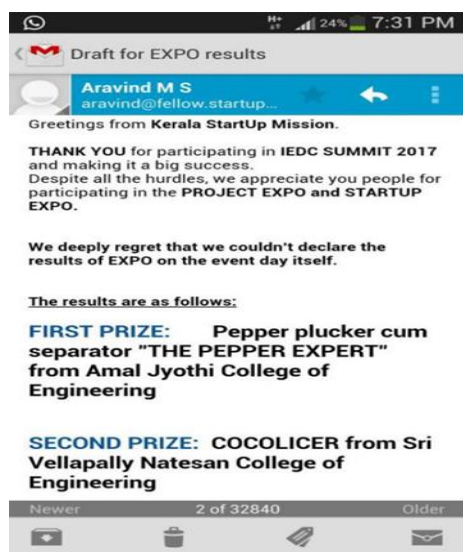 H+ 24% 7:31 PM
Draft for EXPO results
Aravind M S
aravind@fellow.startup...
Greetings from Kerala StartUp Mission.
THANK YOU for participating in IEDC SUMMIT 2017
and making it a big success.
Despite all the hurdles, we appreciate you people for
participating in the PROJECT EXPO and STARTUP
EXPO.
We deeply regret that we couldn't declare the
results of EXPO on the event day itself.
The results are as follows:
FIRST PRIZE: Pepper plucker cum
separator "THE PEPPER EXPERT"
from Amal Jyothi College of
Engineering
SECOND PRIZE: COCOLICER from Sri
Vellapally Natesan College of
Engineering
Newer 2 of 32840 Older